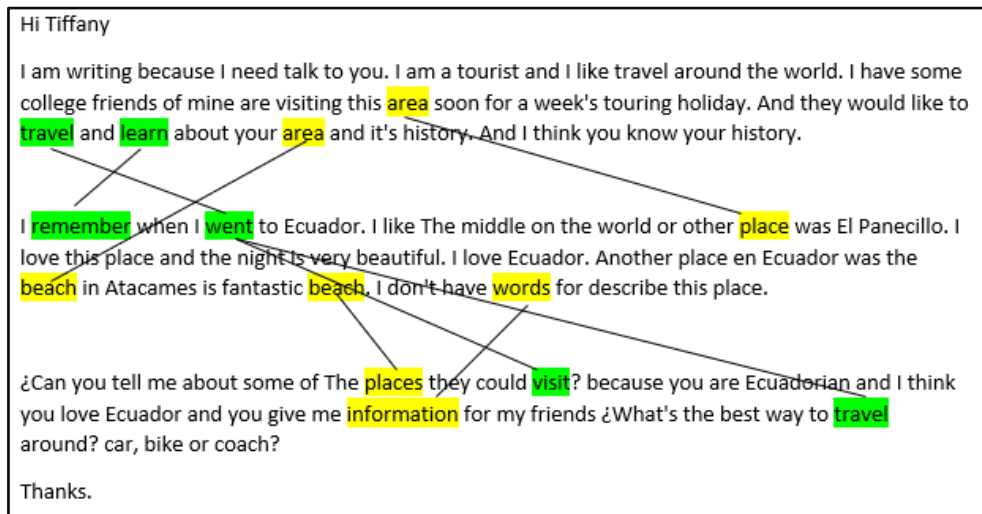 Hi Tiffany
I am writing because I need talk to you. I am a tourist and I like travel around the world. I have some
college friends of mine are visiting this area soon for a week's touring holiday. And they would like to
travel and learn about your area and it's history. And I think you know your history.
I remember when I went to Ecuador. I like The middle on the world or other place was El Panecillo. I
love this place and the night is very beautiful. I love Ecuador. Another place en Ecuador was the
beach in Atacames is fantastic beach, I don't have words for describe this place.
¿Can you tell me about some of The places they could visit? because you are Ecuadorian and I think
you love Ecuador and you give me information for my friends ¿What's the best way to travel
around? car, bike or coach?
Thanks.